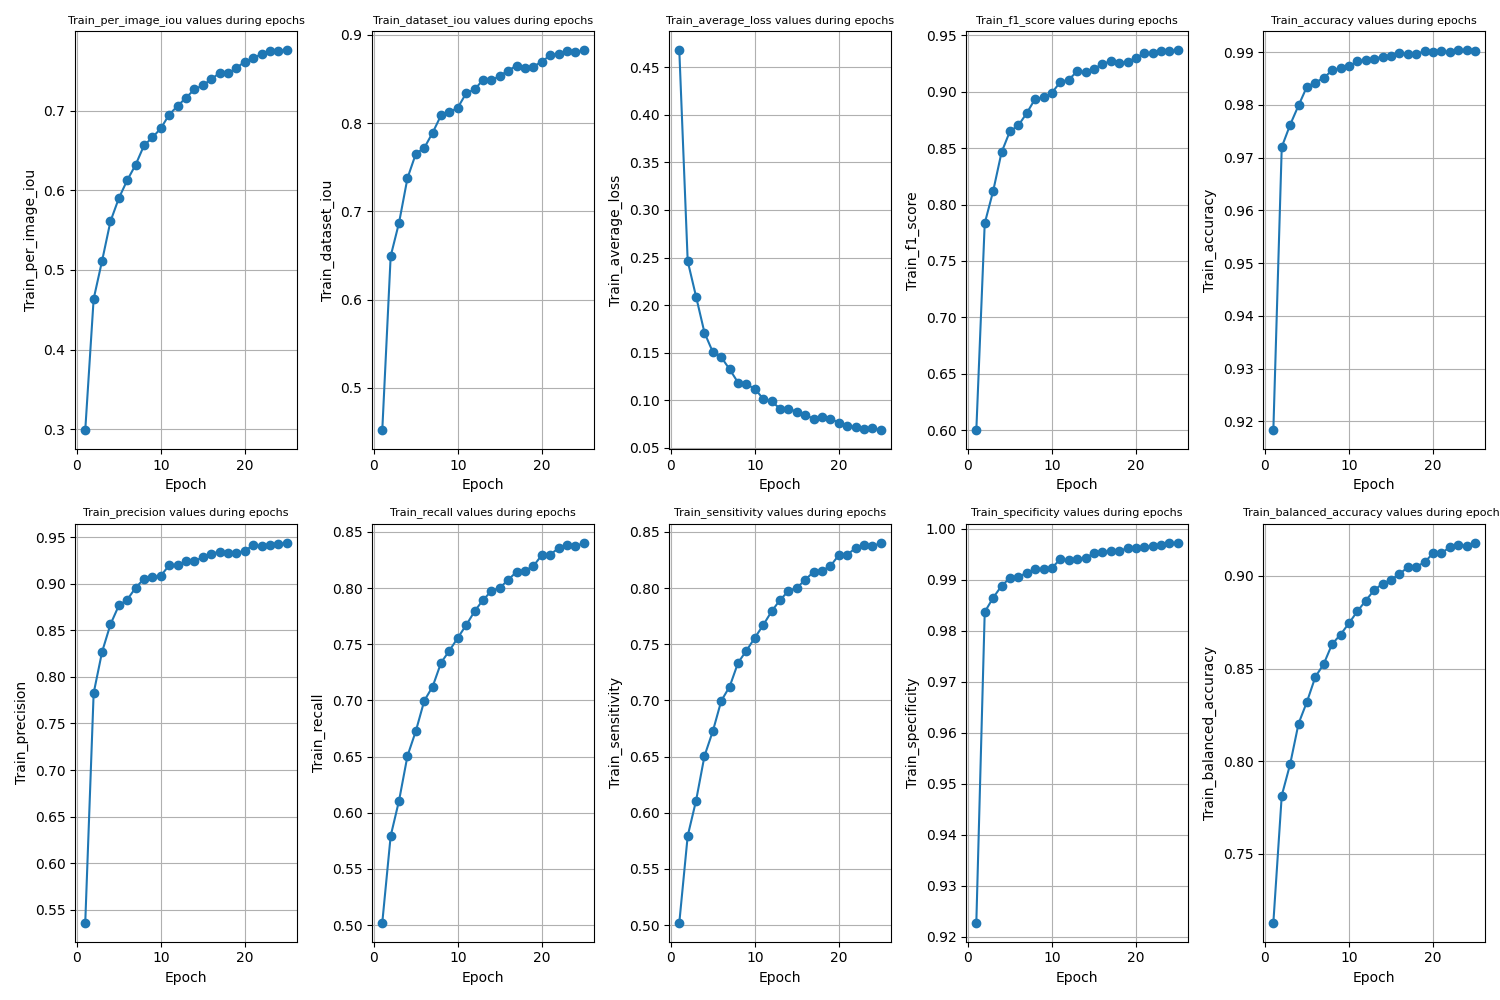 Train_per_image_iou values during epochs
Train_per_image_iou
0.7
0.6
0.5
0.4
0.3
0 10 20
Epoch
Train_dataset_iou values during epochs
Train_dataset_iou
0.9
0.8
0.7
0.6
0.5
0 10 20
Epoch
Train_average_loss values during epochs
Train_average_loss
0.45
0.40
0.35
0.30
0.25
0.20
0.15
0.10
0.05
0 10 20
Epoch
Train_f1_score values during epochs
Train_f1_score
0.95
0.90
0.85
0.80
0.75
0.70
0.65
0.60
0 10 20
Epoch
Train_accuracy values during epochs
Train_accuracy
0.99
0.98
0.97
0.96
0.95
0.94
0.93
0.92
0 10 20
Epoch
Train_precision values during epochs
Train_precision
0.95
0.90
0.85
0.80
0.75
0.70
0.65
0.60
0.55
0 10 20
Epoch
Train_recall values during epochs
Train_recall
0.85
0.80
0.75
0.70
0.65
0.60
0.55
0.50
0 10 20
Epoch
Train_sensitivity values during epochs
Train_sensitivity
0.85
0.80
0.75
0.70
0.65
0.60
0.55
0.50
0 10 20
Epoch
Train_specificity values during epochs
Train_specificity
1.00
0.99
0.98
0.97
0.96
0.95
0.94
0.93
0.92
0 10 20
Epoch
Train_balanced_accuracy values during epoch
Train_balanced_accuracy
0.90
0.85
0.80
0.75
0 10 20
Epoch